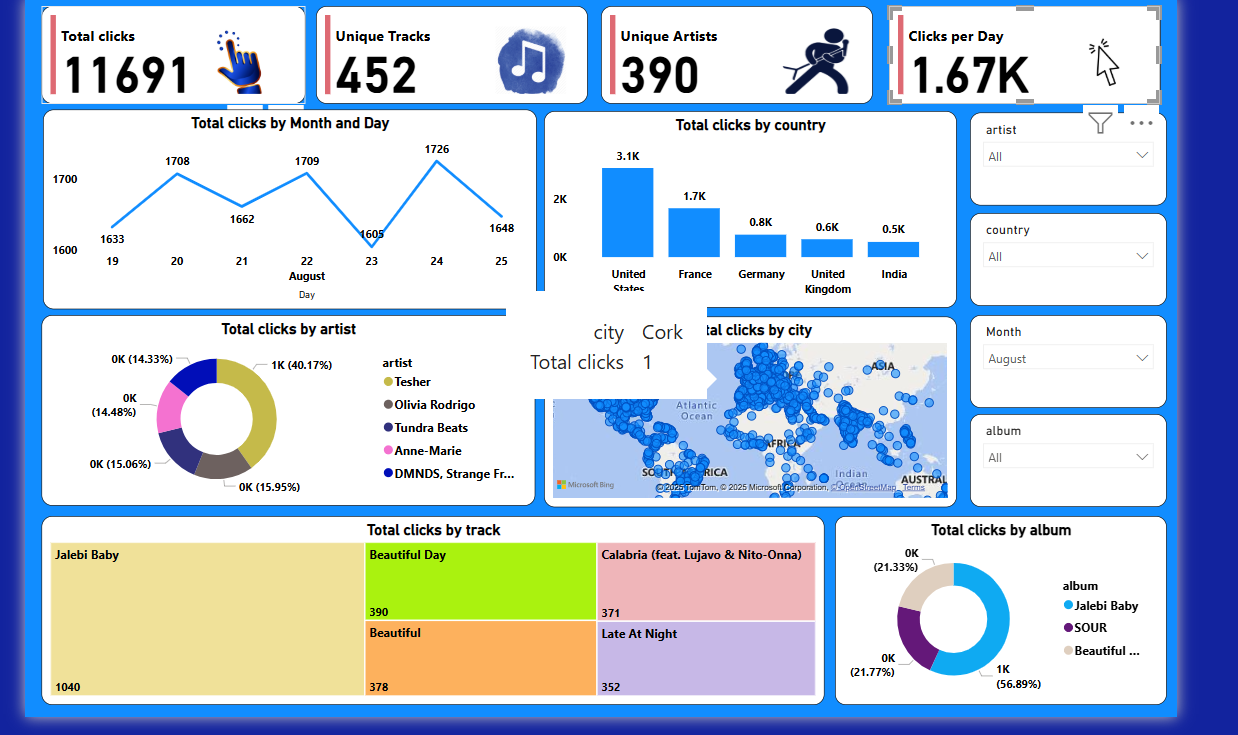 Total clicks
11691
Unique Tracks
452
Unique Artists
390
Clicks per Day
1.67K
Total clicks by Month and Day
1700
1600
1633
1708
1662
1709
1605
1726
1648
19 20 21 22 23 24 25
August
Day
Total clicks by country
2K
0K
3.1K
1.7K
0.8K
0.6K
0.5K
United
States
France
Germany
United
Kingdom
India
artist
All
country
All
Month
August
album
All
Total clicks by artist
0K (14.33%)
1K (40.17%)
0K
(14.48%)
0K (15.06%)
0K (15.95%)
artist
Tesher
Olivia Rodrigo
Tundra Beats
Anne-Marie
DMNDS, Strange Fr...
city Cork
Total clicks 1
tal clicks by city
ASIA
Atlantic
Ocean
AFRICA
Indian
Ocean
AUSTRAL
Microsoft Bing
© 2025 TomTom, © 2025 Microsoft Corporation, © OpenStreetMap Terms
Total clicks by track
Jalebi Baby
1040
Beautiful Day
390
Beautiful
378
Calabria (feat. Lujavo & Nito-Onna)
371
Late At Night
352
Total clicks by album
0K
(21.33%)
0K
(21.77%)
1K
(56.89%)
album
Jalebi Baby
SOUR
Beautiful ...